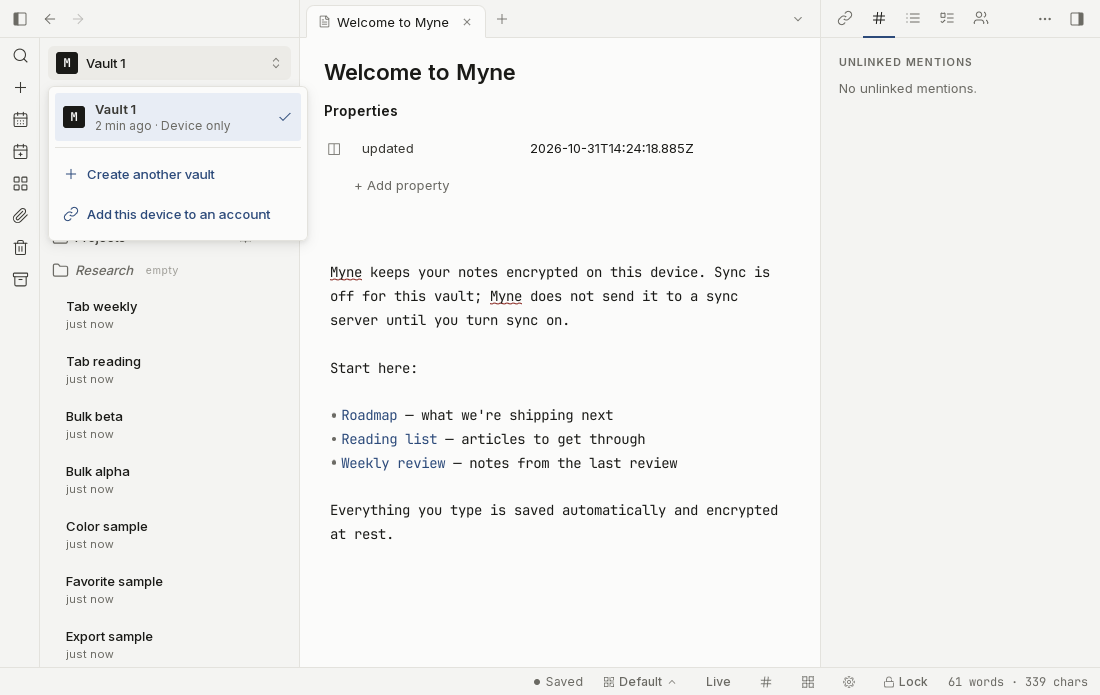 Welcome to Myne
M Vault 1
M Vault 1
2 min ago · Device only
Create another vault
Add this device to an account
Research empty
Tab weekly
just now
Tab reading
just now
Bulk beta
just now
Bulk alpha
just now
Color sample
just now
Favorite sample
just now
Export sample
just now
Welcome to Myne
Properties
updated 2026-10-31T14:24:18.885Z
+ Add property
Myne keeps your notes encrypted on this device. Sync is
off for this vault; Myne does not send it to a sync
server until you turn sync on.
Start here:
• Roadmap — what we're shipping next
• Reading list — articles to get through
• Weekly review — notes from the last review
Everything you type is saved automatically and encrypted
at rest.
UNLINKED MENTIONS
No unlinked mentions.
Saved Default Live Lock 61 words · 339 chars